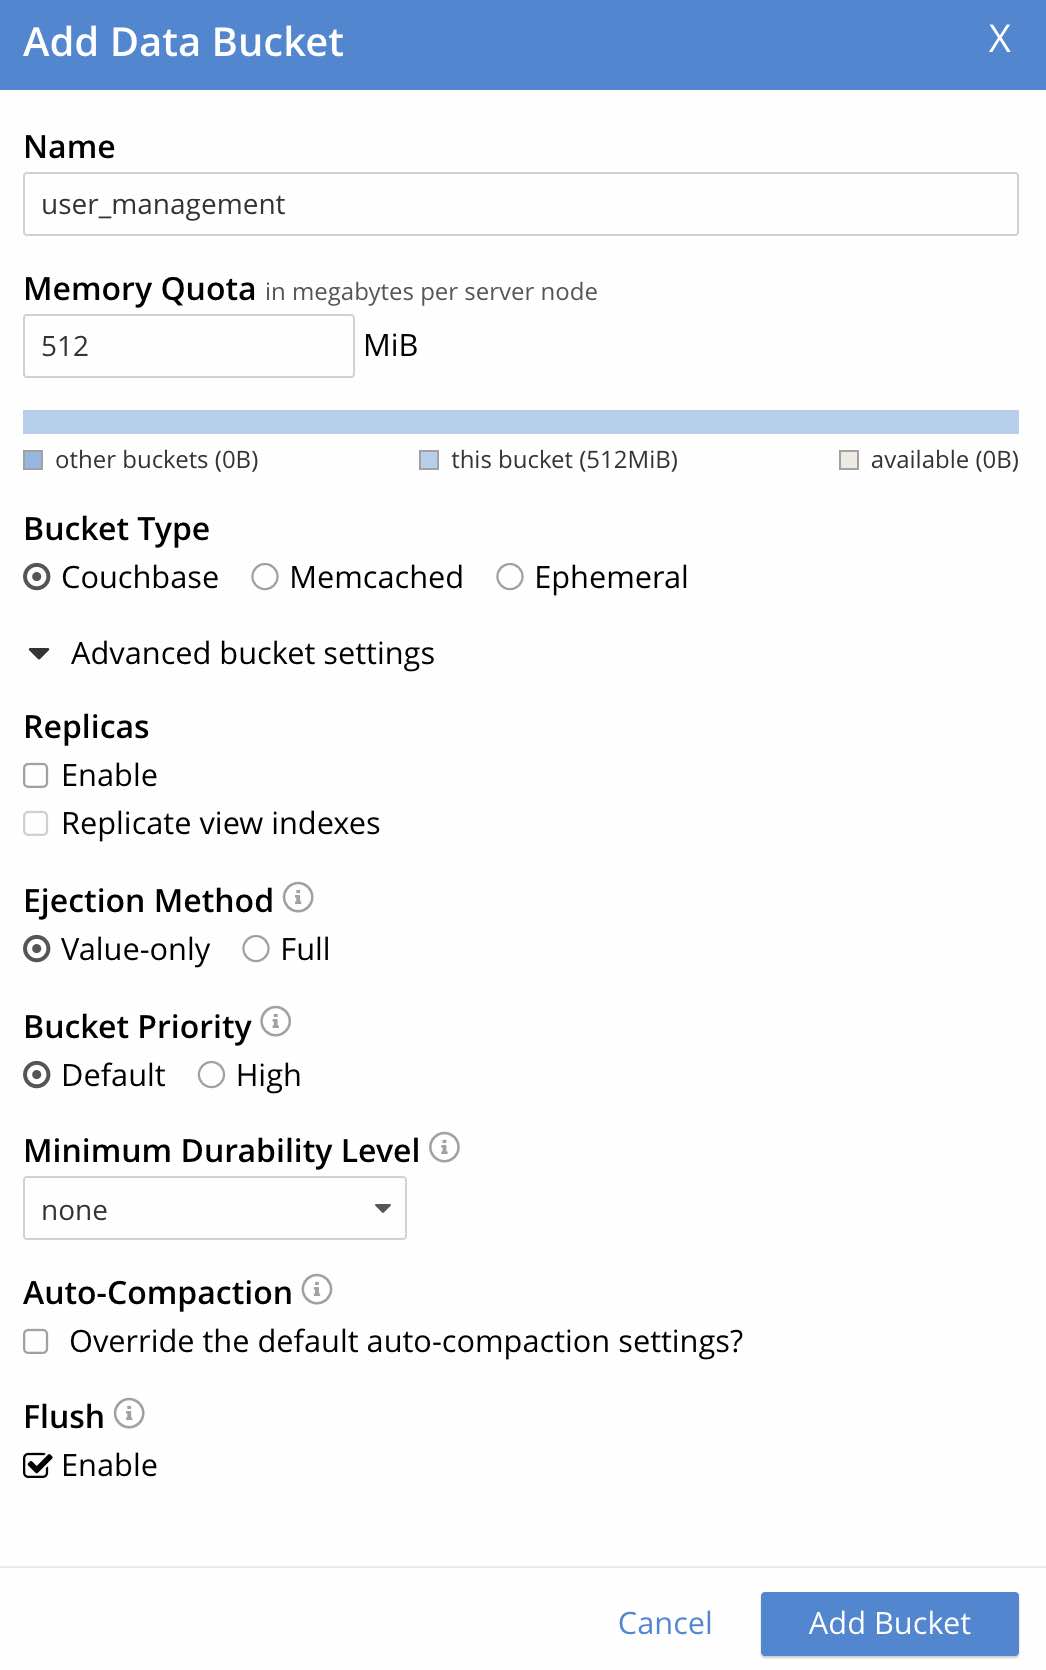 Add Data Bucket X
Name
user_management
Memory Quota in megabytes per server node
512 MiB
other buckets (0B) this bucket (512MiB) available (0B)
Bucket Type
Couchbase Memcached Ephemeral
Advanced bucket settings
Replicas
Enable
Replicate view indexes
Ejection Method
Value-only Full
Bucket Priority
Default High
Minimum Durability Level
none
Auto-Compaction
Override the default auto-compaction settings?
Flush
Enable
Cancel Add Bucket